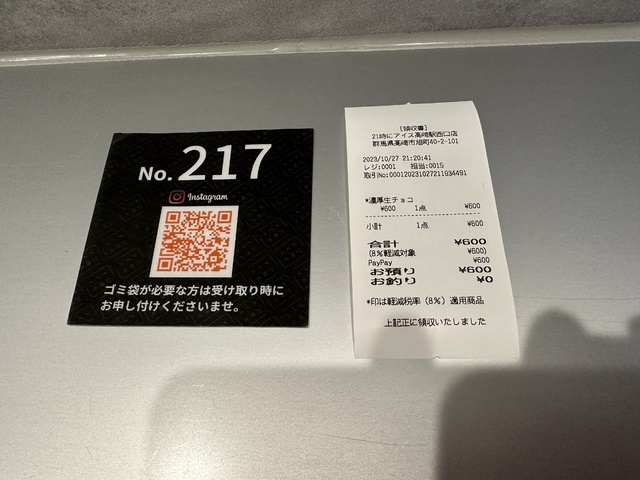 No. 217
Instagram
ゴミ袋が必要な方は受け取り時に
お申し付けくださいませ。
[領収書]
21時にアイス高崎駅西口店
群馬県高崎市旭町40-2-101
2023/10/27 21:20:41
レジ:0001 担当:0015
取引No:000120231027211934491
*濃厚生チョコ
¥600 1点 ¥600
小計 1点 ¥600
合計 ¥600
(8%軽減対象 ¥600)
PayPay ¥600
お預り ¥600
お釣り ¥0
*印は軽減税率(8%)適用商品
上記正に領収いたしました